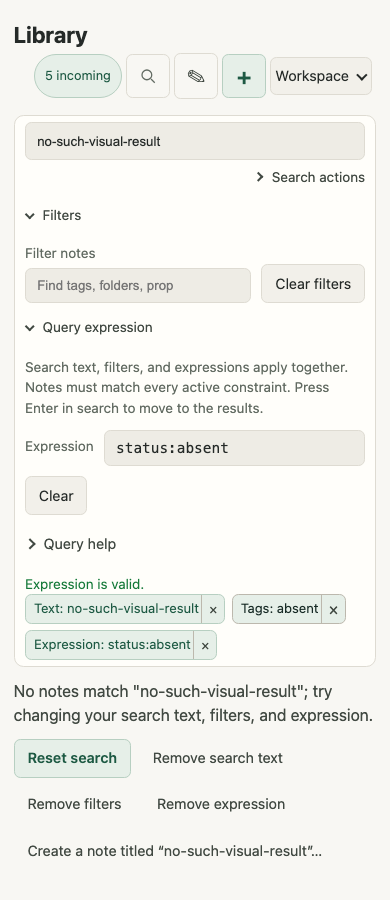 Library
5 incoming
+
Workspace
no-such-visual-result
Search actions
Filters
Filter notes
Find tags, folders, prop
Clear filters
Query expression
Search text, filters, and expressions apply together.
Notes must match every active constraint. Press
Enter in search to move to the results.
Expression
status:absent
Clear
Query help
Expression is valid.
Text: no-such-visual-result ×
Tags: absent ×
Expression: status:absent ×
No notes match "no-such-visual-result"; try
changing your search text, filters, and expression.
Reset search
Remove search text
Remove filters
Remove expression
Create a note titled “no-such-visual-result”...